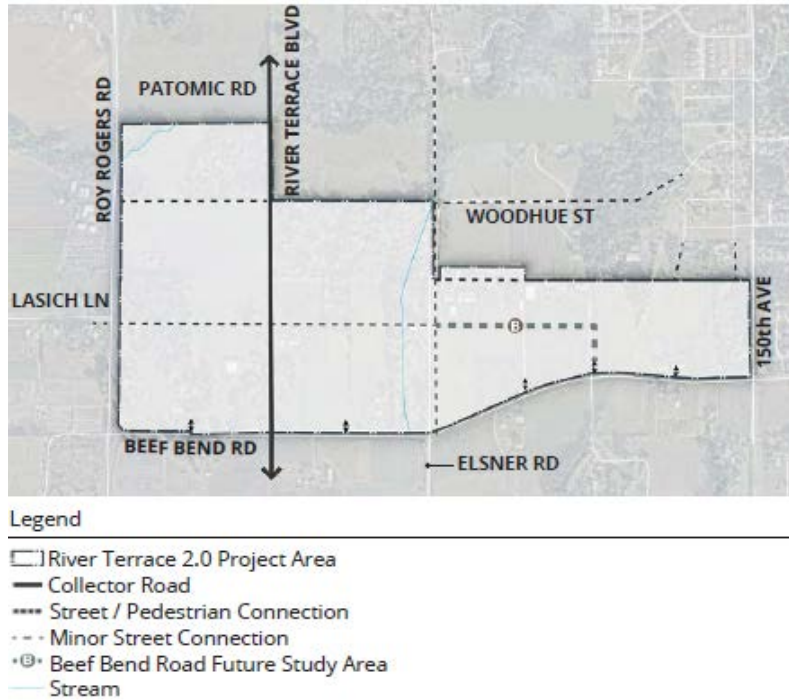 RIVER TERRACE BLVD
PATOMIC RD
ROY ROGERS RD
WOODHUE ST
LASICH LN
150th AVE
B
BEEF BEND RD
ELSNER RD
Legend
River Terrace 2.0 Project Area
Collector Road
Street / Pedestrian Connection
Minor Street Connection
B Beef Bend Road Future Study Area
Stream